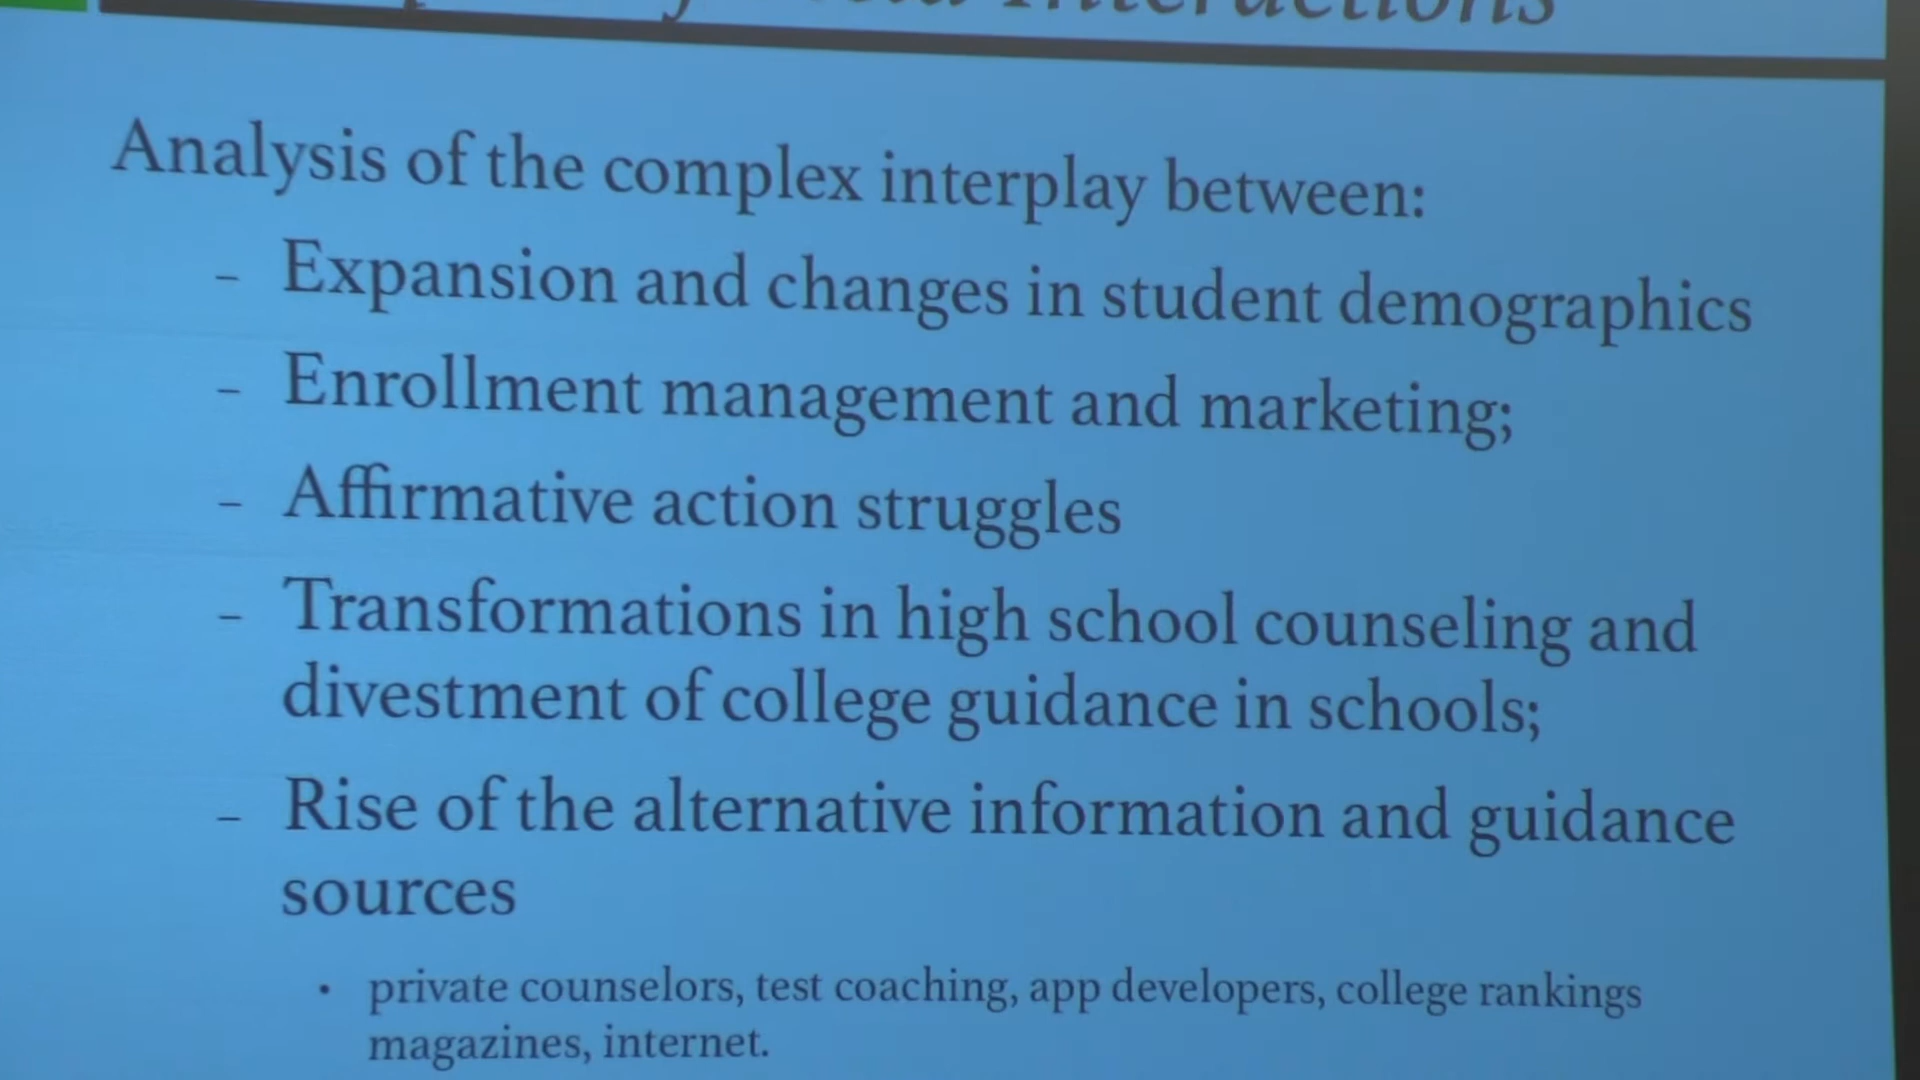 Interactions
Analysis of the complex interplay between:
– Expansion and changes in student demographics
– Enrollment management and marketing;
– Affirmative action struggles
– Transformations in high school counseling and
divestment of college guidance in schools;
– Rise of the alternative information and guidance
sources
• private counselors, test coaching, app developers, college rankings
magazines, internet.